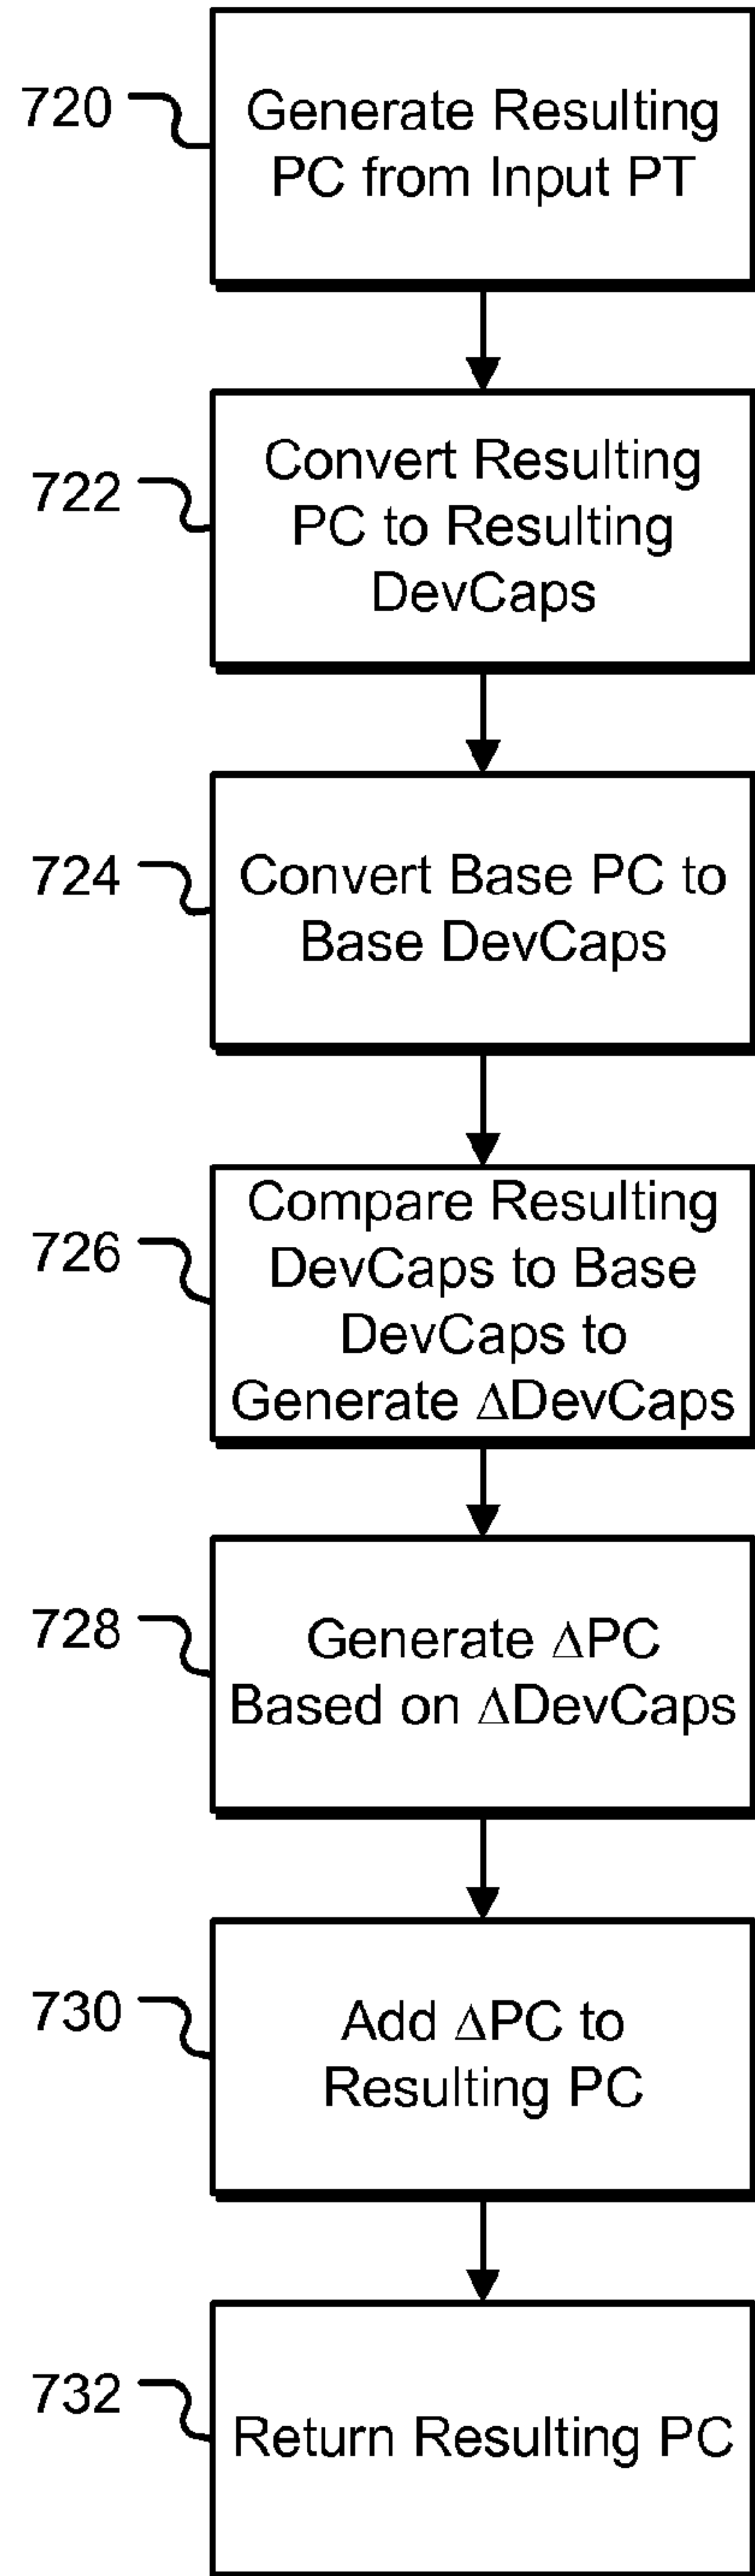 720
Generate Resulting
PC from Input PT
722
Convert Resulting
PC to Resulting
DevCaps
724
Convert Base PC to
Base DevCaps
726
Compare Resulting
DevCaps to Base
DevCaps to
Generate ΔDevCaps
728
Generate ΔPC
Based on ΔDevCaps
730
Add ΔPC to
Resulting PC
732
Return Resulting PC